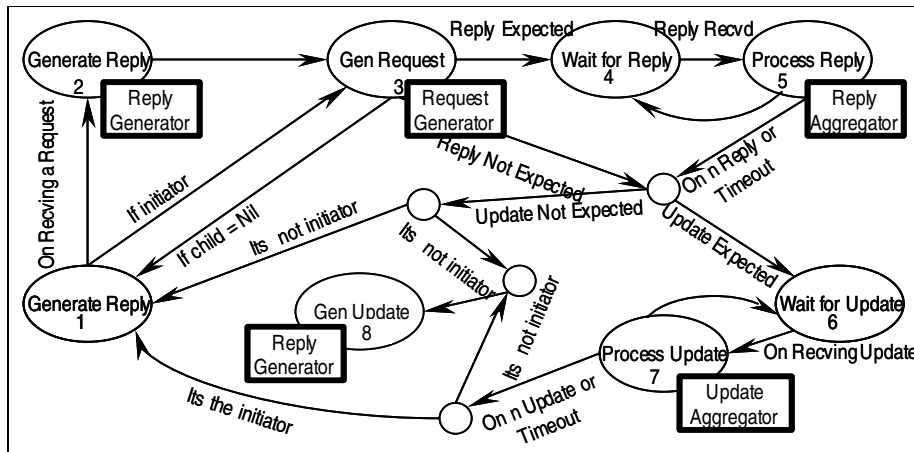 Generate Reply
2
Reply
Generator
Gen Request
3
Request
Generator
Reply Expected
Wait for Reply
4
Reply Recvd
Process Reply
5
Reply
Aggregator
On Recving a Request
If initiator
If child = Nil
Reply Not Expected
On n Reply or
Timeout
Update Not Expected
Update Expected
Its not initiator
Its not initiator
Generate Reply
1
Gen Update
8
Reply
Generator
Its not initiator
Wait for Update
6
On Recving Update
Process Update
7
Update
Aggregator
On n Update or
Timeout
Its the initiator